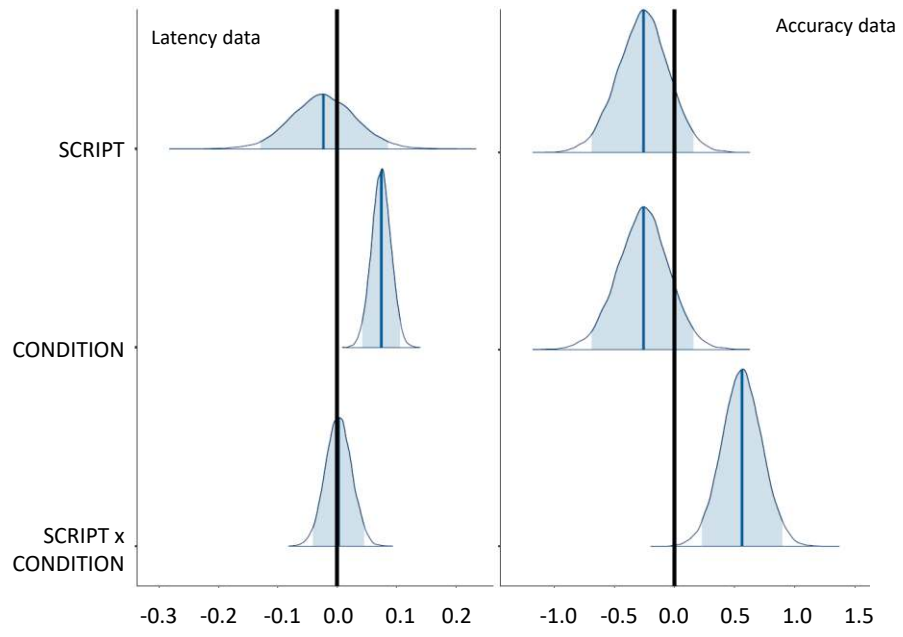 Latency data
Accuracy data
SCRIPT
CONDITION
SCRIPT x
CONDITION
-0.3 -0.2 -0.1 0.0 0.1 0.2
-1.0 -0.5 0.0 0.5 1.0 1.5